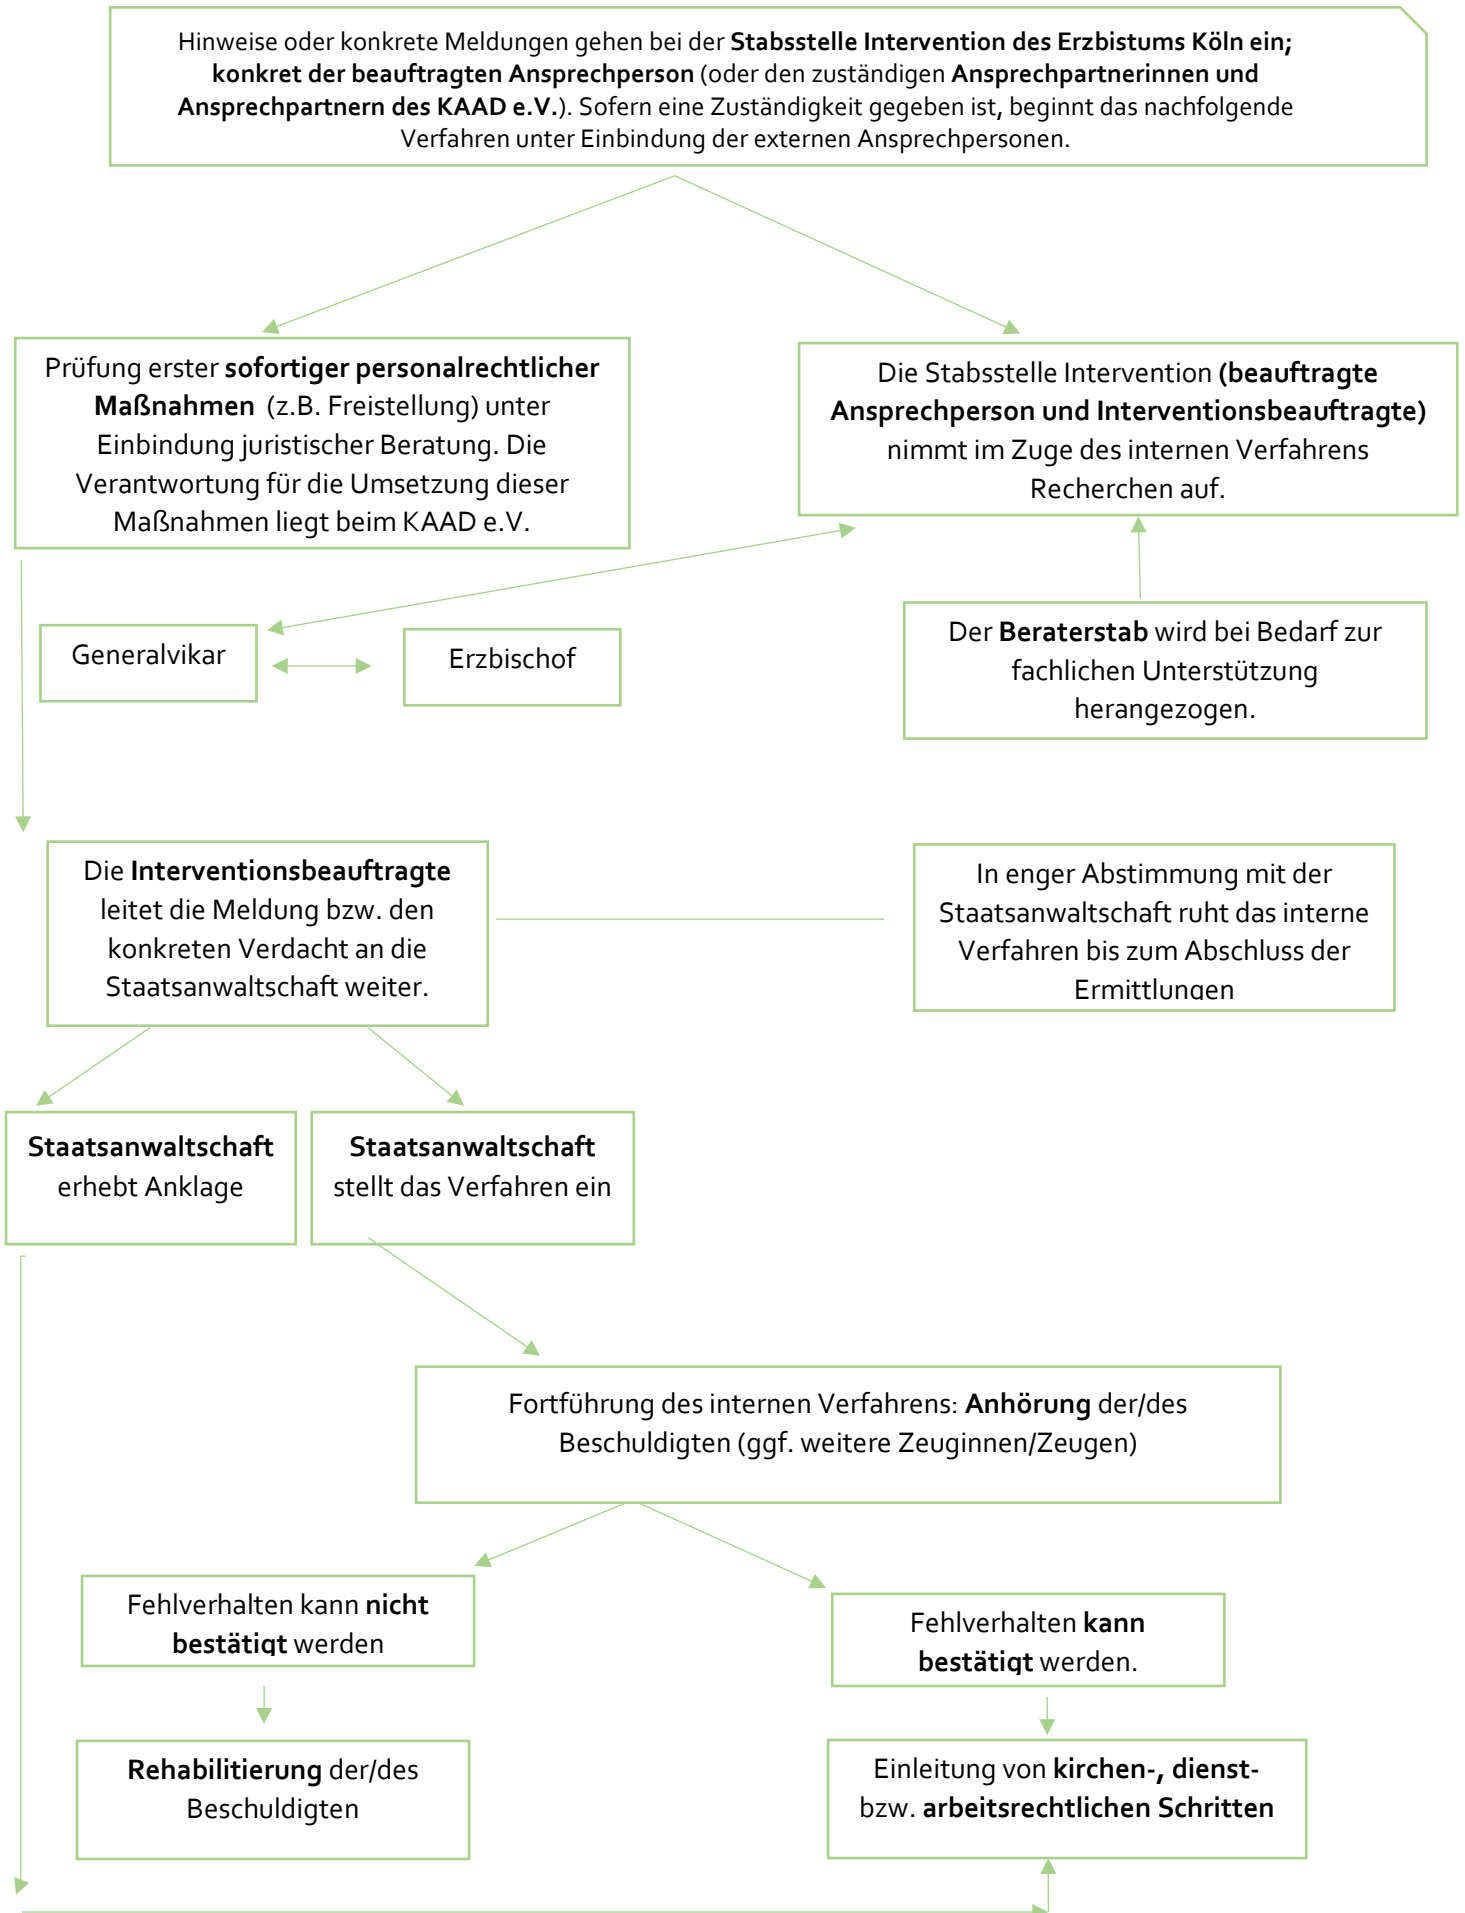 Hinweise oder konkrete Meldungen gehen bei der Stabsstelle Intervention des Erzbistums Köln ein;
konkret der beauftragten Ansprechperson (oder den zuständigen Ansprechpartnerinnen und
Ansprechpartnern des KAAD e.V.). Sofern eine Zuständigkeit gegeben ist, beginnt das nachfolgende
Verfahren unter Einbindung der externen Ansprechpersonen.
Prüfung erster sofortiger personalrechtlicher
Maßnahmen (z.B. Freistellung) unter
Einbindung juristischer Beratung. Die
Verantwortung für die Umsetzung dieser
Maßnahmen liegt beim KAAD e.V.
Die Stabsstelle Intervention (beauftragte
Ansprechperson und Interventionsbeauftragte)
nimmt im Zuge des internen Verfahrens
Recherchen auf.
Generalvikar
Erzbischof
Der Beraterstab wird bei Bedarf zur
fachlichen Unterstützung
herangezogen.
Die Interventionsbeauftragte
leitet die Meldung bzw. den
konkreten Verdacht an die
Staatsanwaltschaft weiter.
In enger Abstimmung mit der
Staatsanwaltschaft ruht das interne
Verfahren bis zum Abschluss der
Ermittlungen
Staatsanwaltschaft
erhebt Anklage
Staatsanwaltschaft
stellt das Verfahren ein
Fortführung des internen Verfahrens: Anhörung der/des
Beschuldigten (ggf. weitere Zeuginnen/Zeugen)
Fehlverhalten kann nicht
bestätigt werden
Fehlverhalten kann
bestätigt werden.
Rehabilitierung der/des
Beschuldigten
Einleitung von kirchen-, dienst-
bzw. arbeitsrechtlichen Schritten